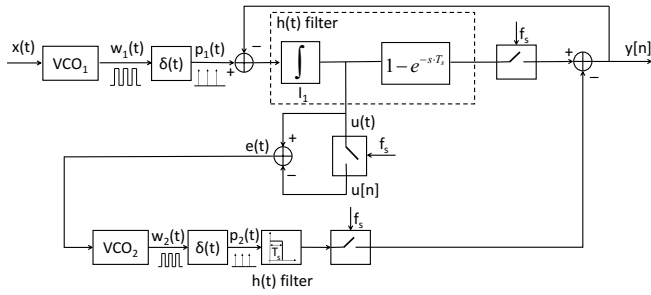 h(t) filter
x(t)
VCO₁
w₁(t)
δ(t)
p₁(t)
−
+
∫
I₁
1−e^{−s·Tₛ}
fₛ
+
−
y[n]
u(t)
e(t)
+
−
fₛ
u[n]
VCO₂
w₂(t)
δ(t)
p₂(t)
Tₛ
fₛ
h(t) filter